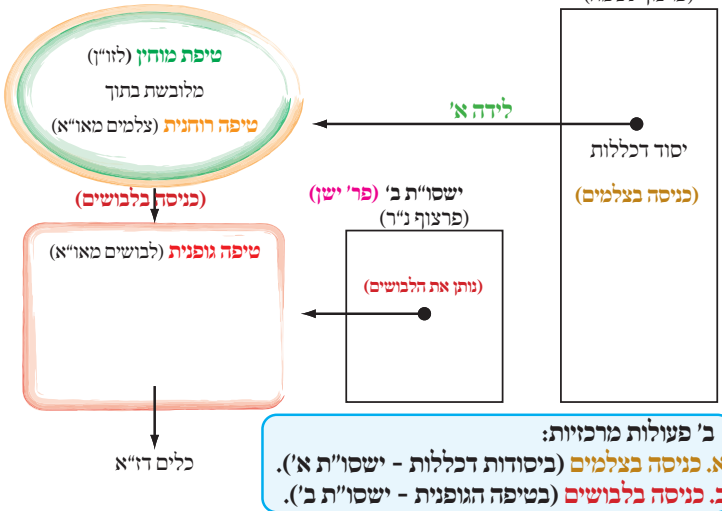 טיפת מוחין (לזו"ן)
מלובשת בתוך
טיפה רוחנית (צלמים מאו"א)
לידה א'
יסוד דכללות
(כניסה בצלמים)
(כניסה בלבושים)
ישסו"ת ב' (פר' ישן)
(פרצוף נ"ר)
טיפה גופנית (לבושים מאו"א)
(נותן את הלבושים)
כלים דז"א
ב' פעולות מרכזיות:
א. כניסה בצלמים (ביסודות דכללות - ישסו"ת א').
ב. כניסה בלבושים (בטיפה הגופנית - ישסו"ת ב').